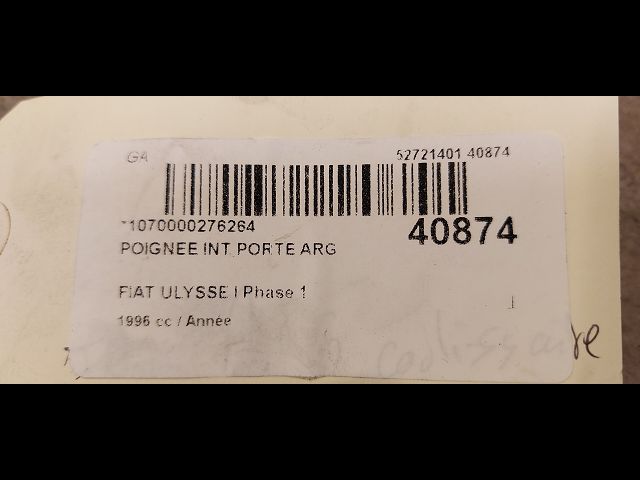 GA 52721401 40874
*1070000276264
40874
POIGNEE INT PORTE ARG
FIAT ULYSSE I Phase 1
1996 cc / Année